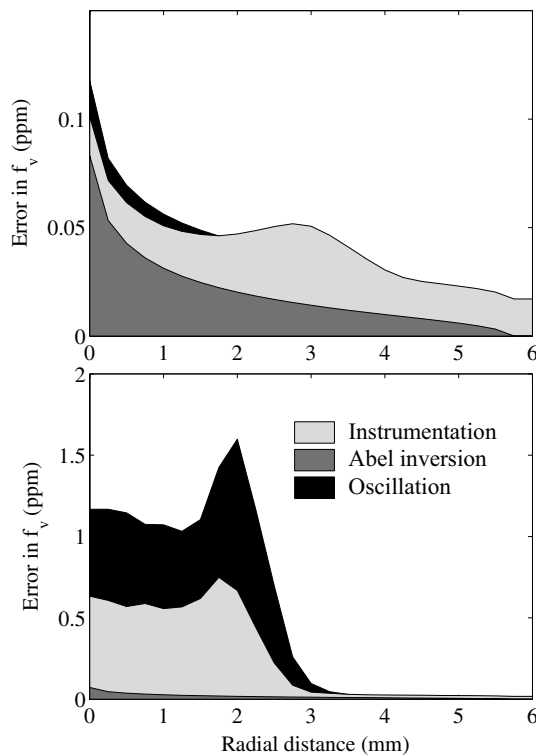 0.1
0.05
0
Error in f_v (ppm)
0 1 2 3 4 5 6
2
1.5
1
0.5
0
Error in f_v (ppm)
Instrumentation
Abel inversion
Oscillation
0 1 2 3 4 5 6
Radial distance (mm)